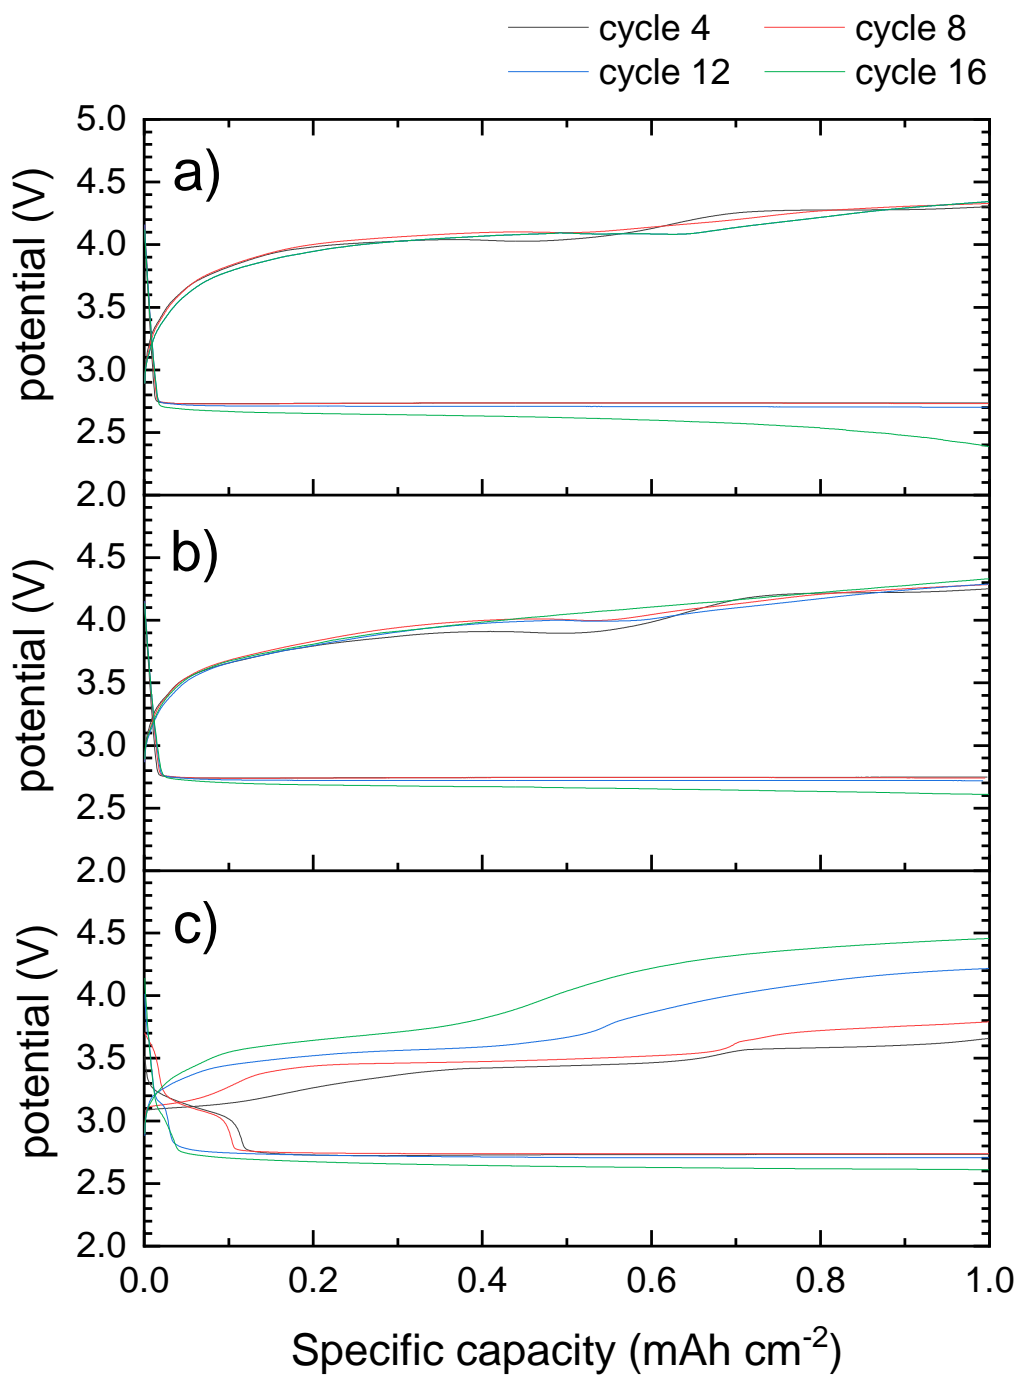 cycle 4 cycle 8
cycle 12 cycle 16
5.0
4.5
4.0
3.5
3.0
2.5
2.0
potential (V)
a)
4.5
4.0
3.5
3.0
2.5
2.0
potential (V)
b)
4.5
4.0
3.5
3.0
2.5
2.0
potential (V)
c)
0.0 0.2 0.4 0.6 0.8 1.0
Specific capacity (mAh cm⁻²)